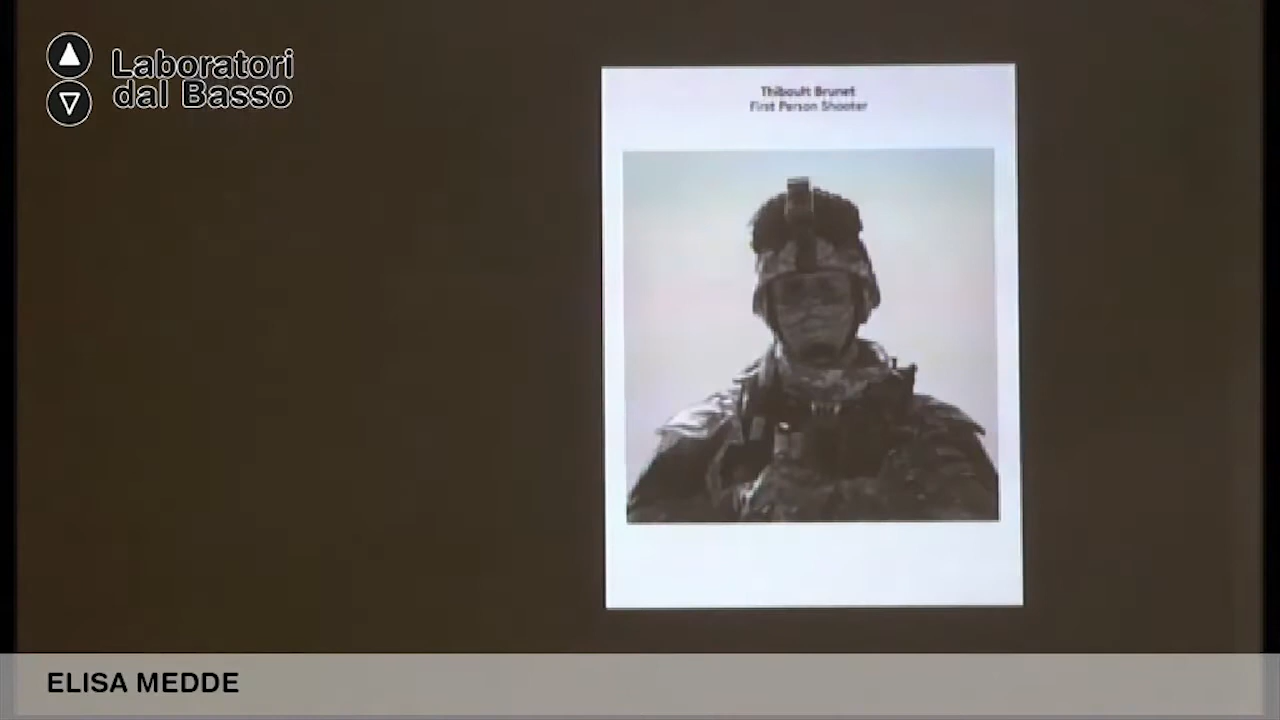 Laboratori
dal Basso
Thibault Brunet
First Person Shooter
ELISA MEDDE